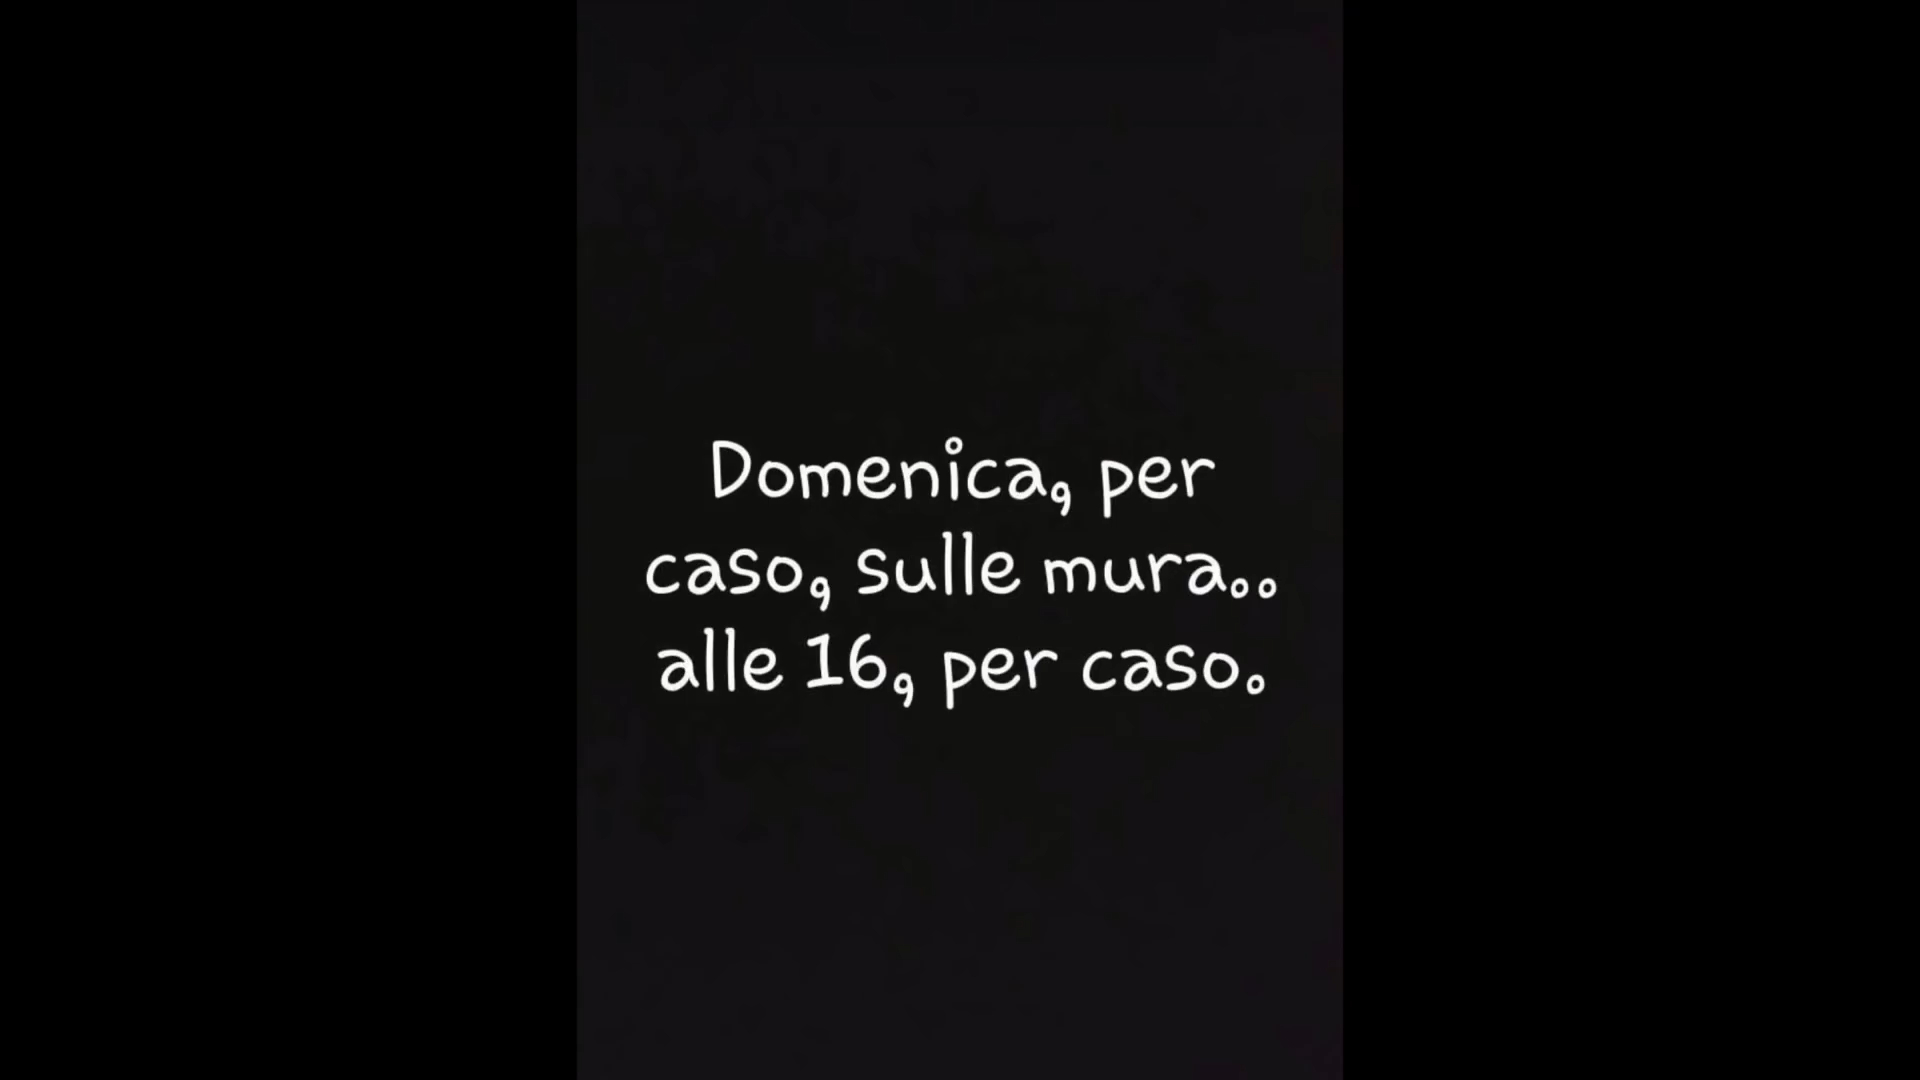 Domenica, per
caso, sulle mura..
alle 16, per caso.